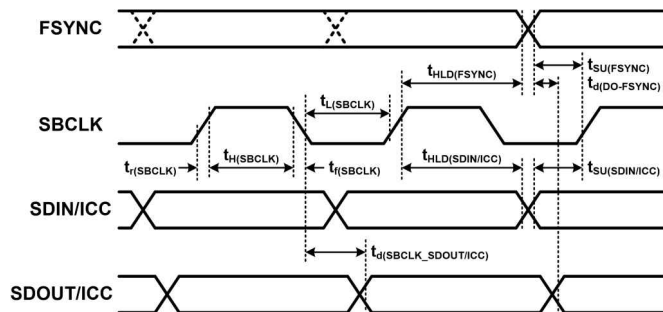 FSYNC
tHLD(FSYNC)
tSU(FSYNC)
td(DO-FSYNC)
tL(SBCLK)
SBCLK
tr(SBCLK)
tH(SBCLK)
tf(SBCLK)
tHLD(SDIN/ICC)
tSU(SDIN/ICC)
SDIN/ICC
td(SBCLK_SDOUT/ICC)
SDOUT/ICC